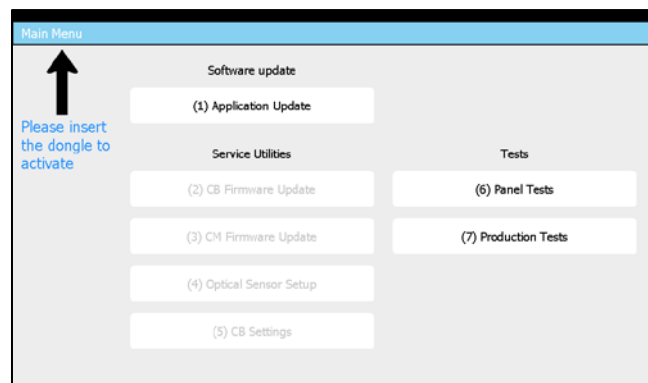 Main Menu
Software update
(1) Application Update
Please insert
the dongle to
activate
Service Utilities
Tests
(2) CB Firmware Update
(6) Panel Tests
(3) CM Firmware Update
(7) Production Tests
(4) Optical Sensor Setup
(5) CB Settings